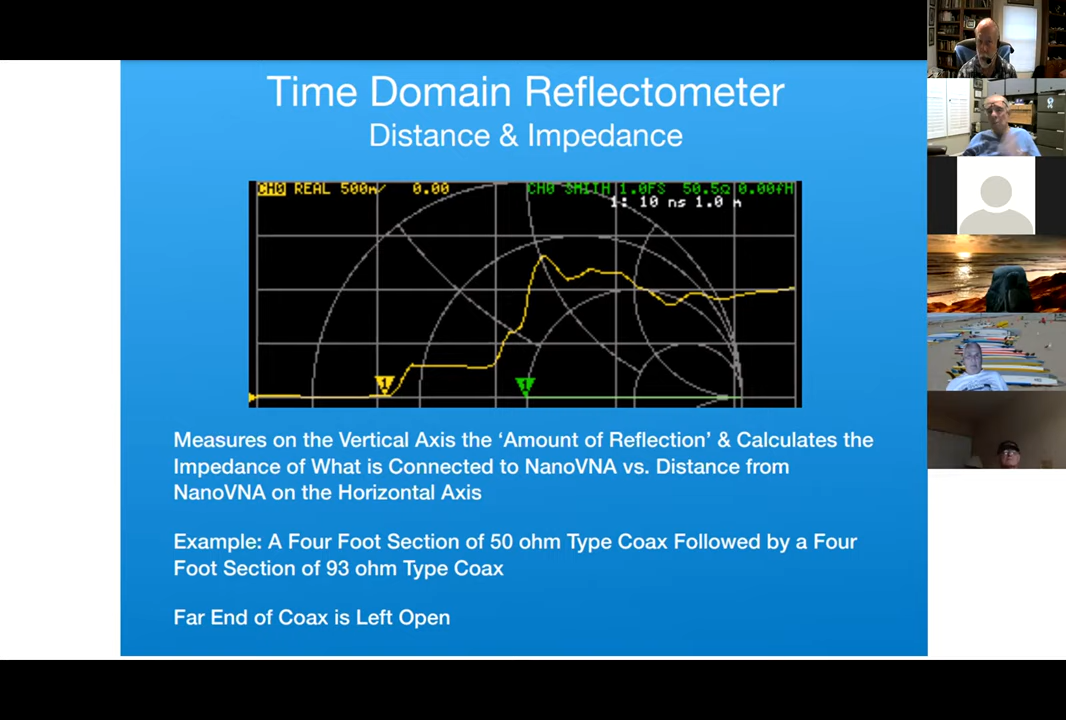 Time Domain Reflectometer
Distance & Impedance
CH0 REAL 500m/ 0.00 CH0 SMITH 1.0FS 50.5Ω 0.00fH
1: 10 ns 1.0 m
1 1
Measures on the Vertical Axis the ‘Amount of Reflection’ & Calculates the
Impedance of What is Connected to NanoVNA vs. Distance from
NanoVNA on the Horizontal Axis
Example: A Four Foot Section of 50 ohm Type Coax Followed by a Four
Foot Section of 93 ohm Type Coax
Far End of Coax is Left Open